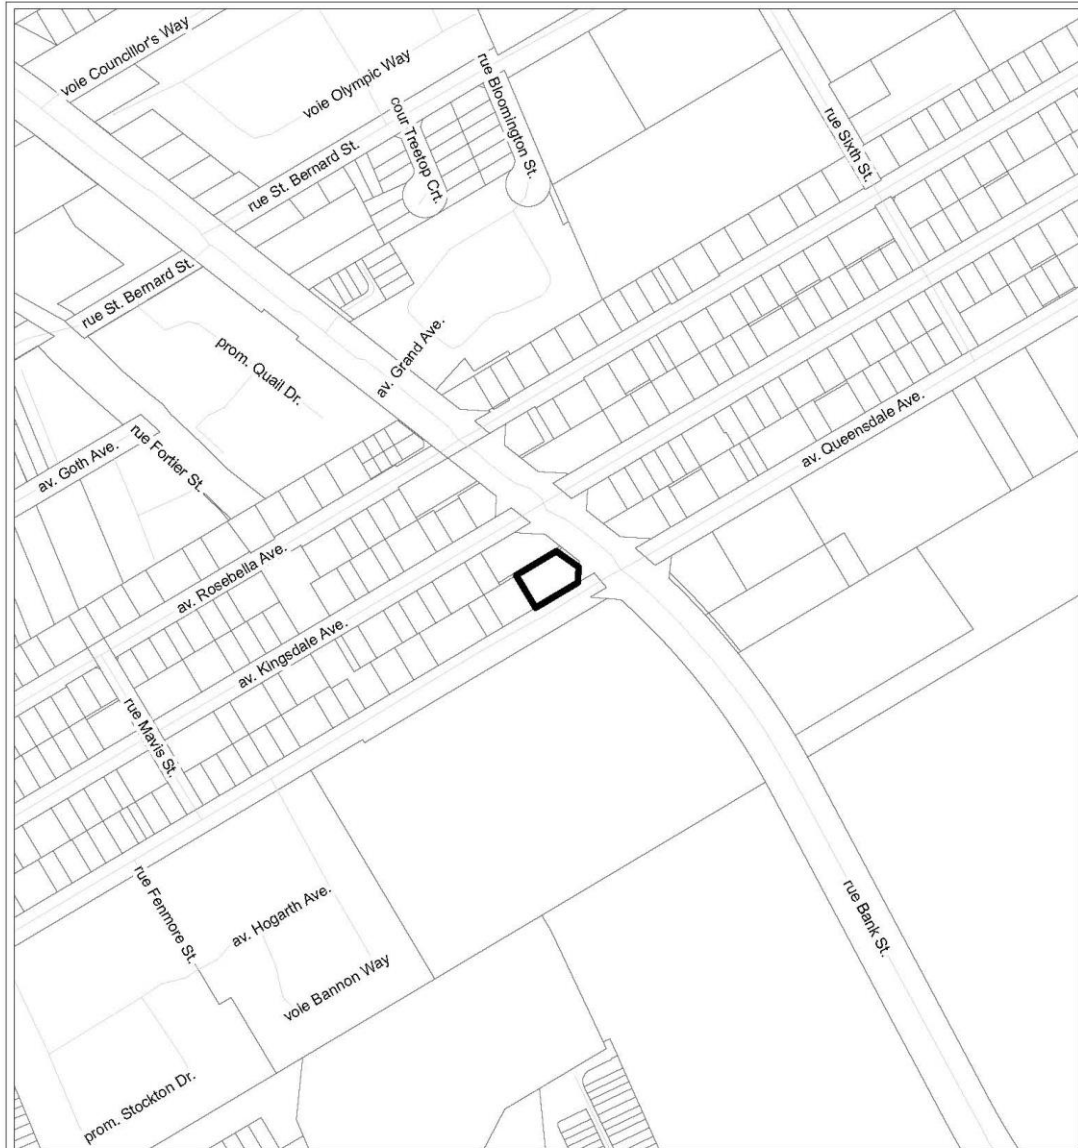 voie Councillor's Way
voie Olympic Way
rue Bloomington St.
cour Treetop Crt.
rue Sixth St.
rue St. Bernard St.
rue St. Bernard St.
prom. Quail Dr.
av. Grand Ave.
av. Goth Ave.
rue Fortier St.
av. Queensdale Ave.
av. Rosebella Ave.
av. Kingsdale Ave.
rue Mavis St.
rue Fenmore St.
av. Hogarth Ave.
rue Bank St.
voie Bannon Way
prom. Stockton Dr.